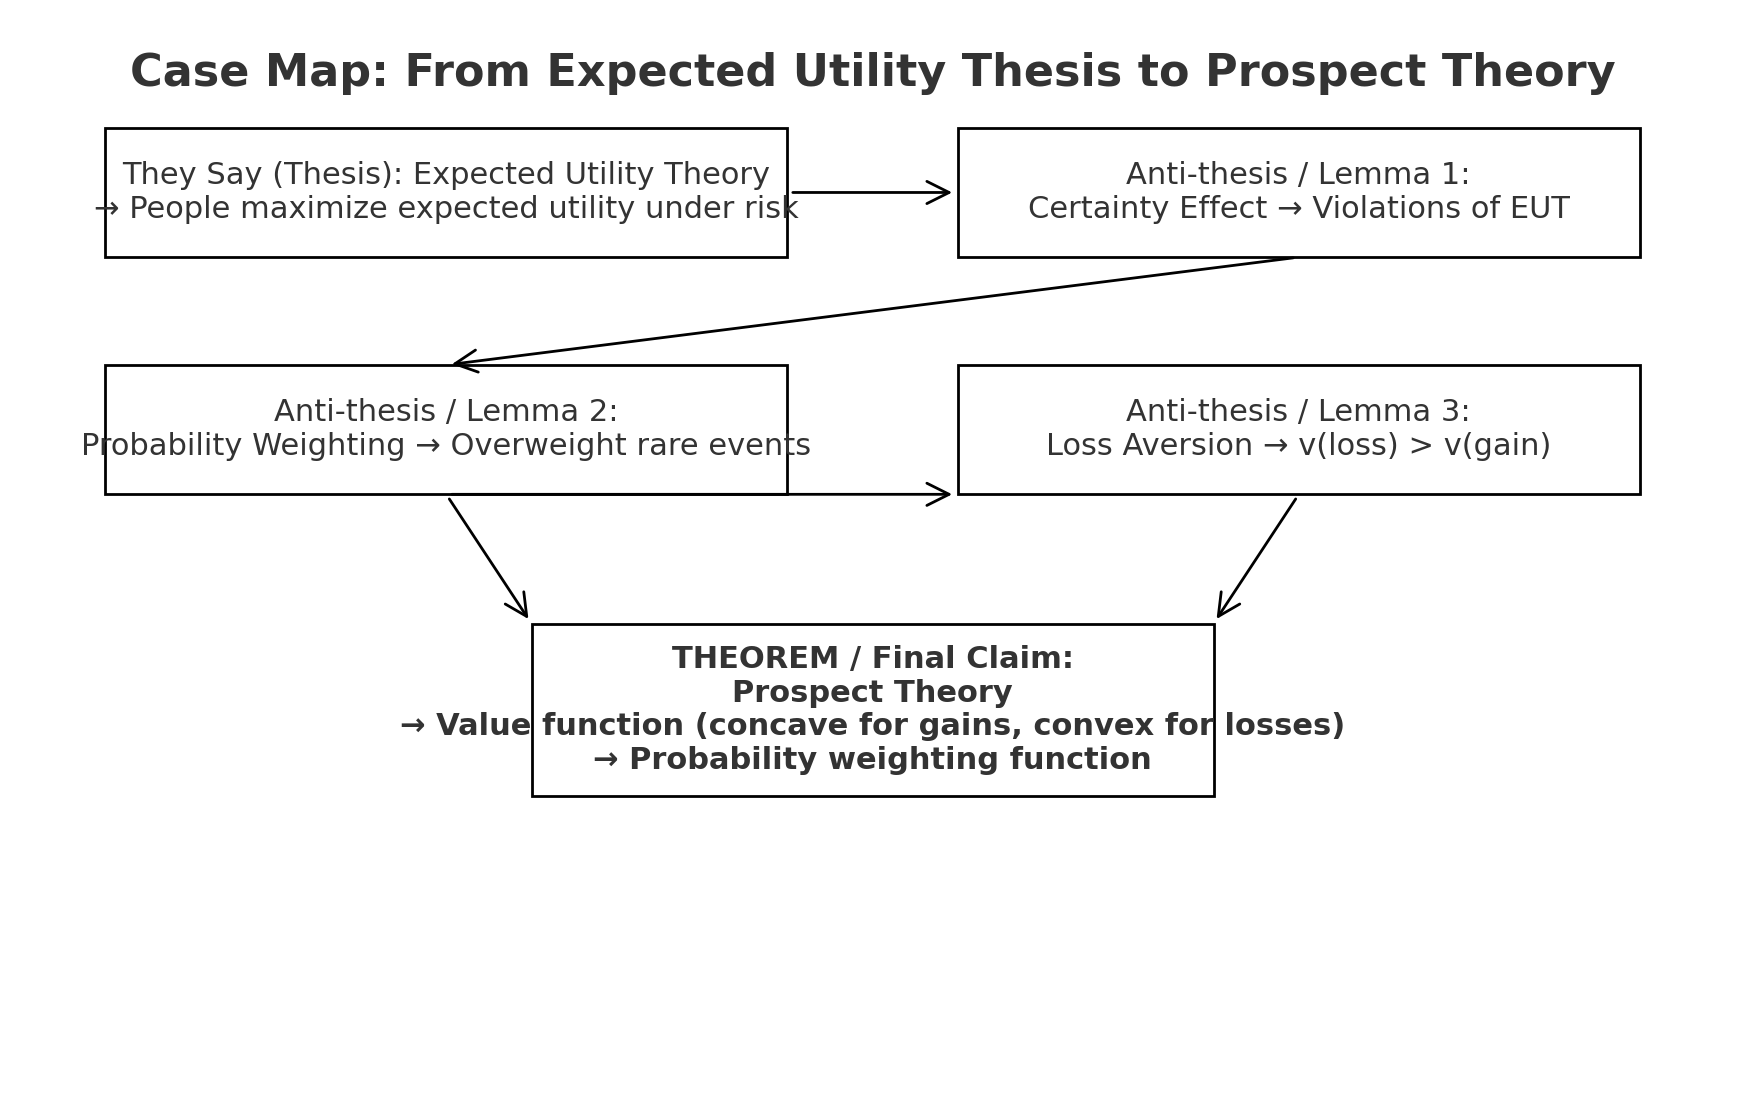 Case Map: From Expected Utility Thesis to Prospect Theory
They Say (Thesis): Expected Utility Theory
→ People maximize expected utility under risk
Anti-thesis / Lemma 1:
Certainty Effect → Violations of EUT
Anti-thesis / Lemma 2:
Probability Weighting → Overweight rare events
Anti-thesis / Lemma 3:
Loss Aversion → v(loss) > v(gain)
THEOREM / Final Claim:
Prospect Theory
→ Value function (concave for gains, convex for losses)
→ Probability weighting function